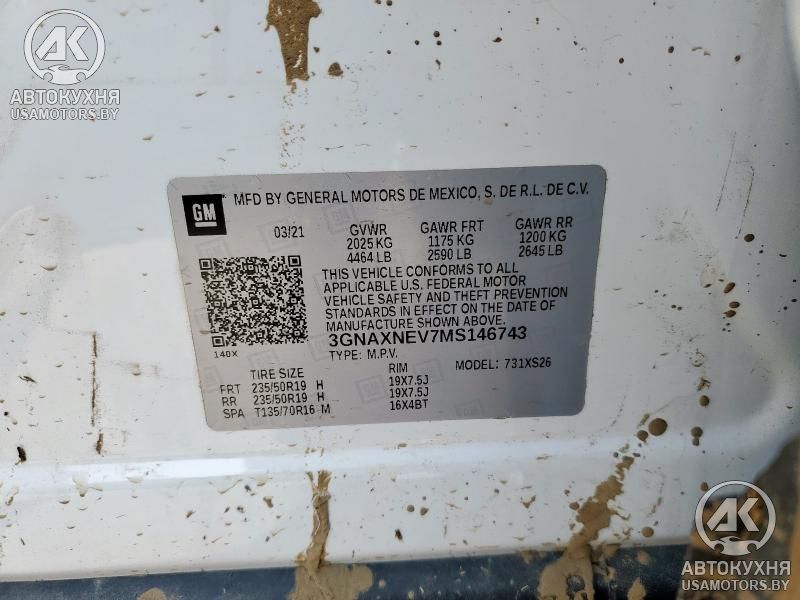 AK
АВТОКУХНЯ
USAMOTORS.BY
GM
MFD BY GENERAL MOTORS DE MEXICO, S. DE R.L. DE C.V.
03/21 GVWR GAWR FRT GAWR RR
2025 KG 1175 KG 1200 KG
4464 LB 2590 LB 2645 LB
THIS VEHICLE CONFORMS TO ALL
APPLICABLE U.S. FEDERAL MOTOR
VEHICLE SAFETY AND THEFT PREVENTION
STANDARDS IN EFFECT ON THE DATE OF
MANUFACTURE SHOWN ABOVE.
140X
3GNAXNEV7MS146743
TYPE: M.P.V. MODEL: 731XS26
TIRE SIZE RIM
FRT 235/50R19 H 19X7.5J
RR 235/50R19 H 19X7.5J
SPA T135/70R16 M 16X4BT
AK
АВТОКУХНЯ
USAMOTORS.BY